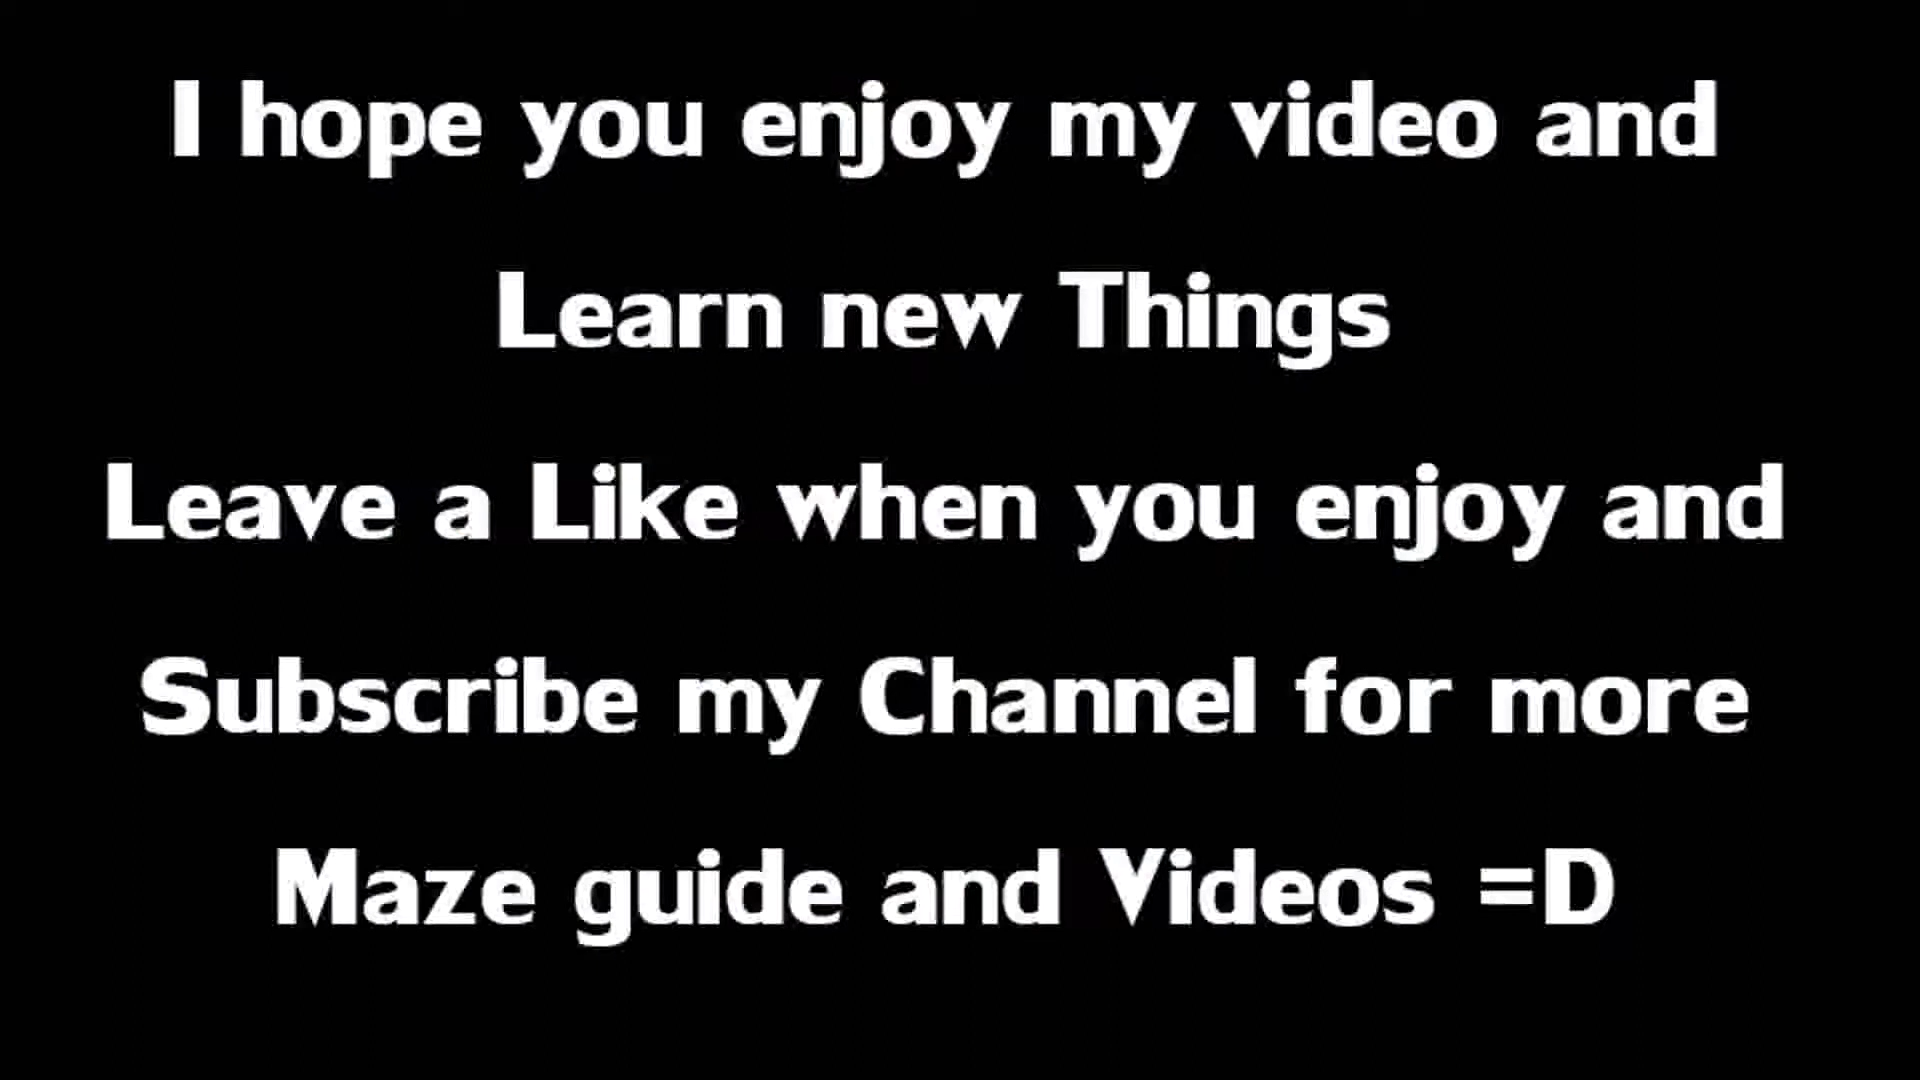 I hope you enjoy my video and
Learn new Things
Leave a Like when you enjoy and
Subscribe my Channel for more
Maze guide and Videos =D